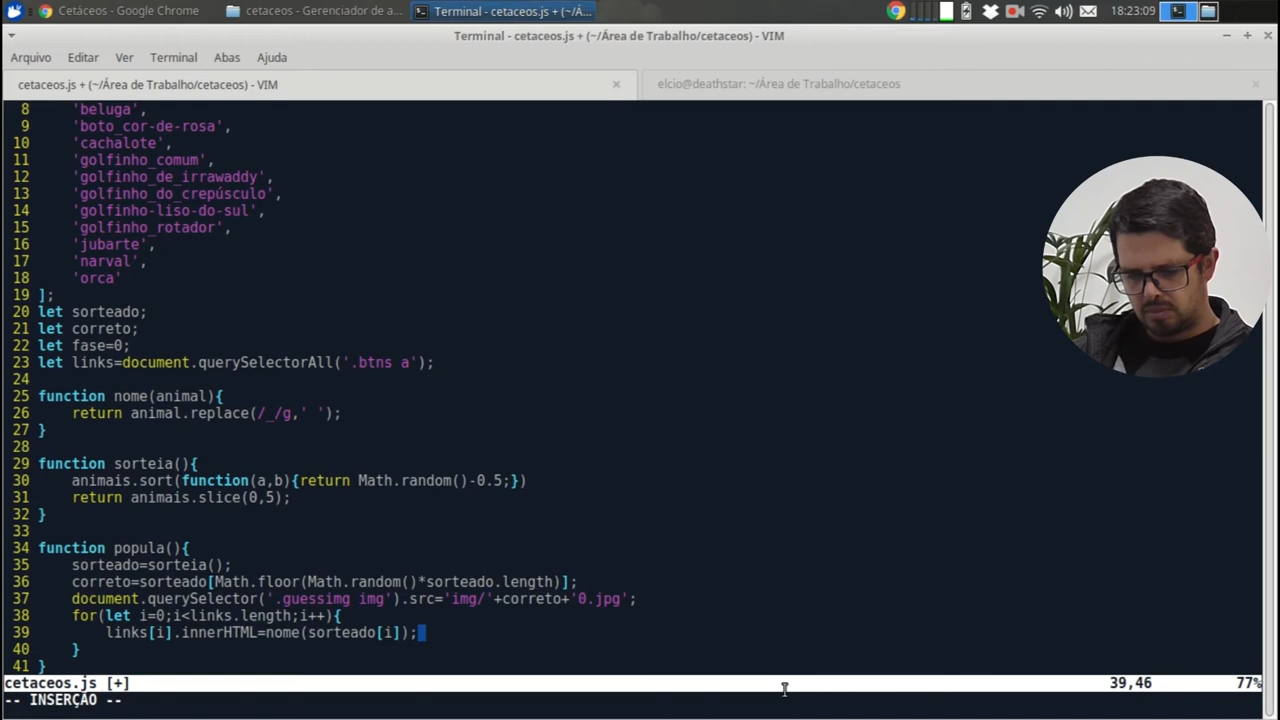 Cetáceos - Google Chrome
cetaceos - Gerenciador de a...
Terminal - cetaceos.js + (~/Á...
18:23:09
Terminal - cetaceos.js + (~/Área de Trabalho/cetaceos) - VIM
Arquivo Editar Ver Terminal Abas Ajuda
cetaceos.js + (~/Área de Trabalho/cetaceos) - VIM
elcio@deathstar: ~/Área de Trabalho/cetaceos
8 'beluga',
9 'boto_cor-de-rosa',
10 'cachalote',
11 'golfinho_comum',
12 'golfinho_de_irrawaddy',
13 'golfinho_do_crepúsculo',
14 'golfinho-liso-do-sul',
15 'golfinho_rotador',
16 'jubarte',
17 'narval',
18 'orca'
19 ];
20 let sorteado;
21 let correto;
22 let fase=0;
23 let links=document.querySelectorAll('.btns a');
24
25 function nome(animal){
26 return animal.replace(/_/g,' ');
27 }
28
29 function sorteia(){
30 animais.sort(function(a,b){return Math.random()-0.5;})
31 return animais.slice(0,5);
32 }
33
34 function popula(){
35 sorteado=sorteia();
36 correto=sorteado[Math.floor(Math.random()*sorteado.length)];
37 document.querySelector('.guessimg img').src='img/'+correto+'0.jpg';
38 for(let i=0;i<links.length;i++){
39 links[i].innerHTML=nome(sorteado[i]);
40 }
41 }
cetaceos.js [+] 39,46 77%
-- INSERÇÃO --